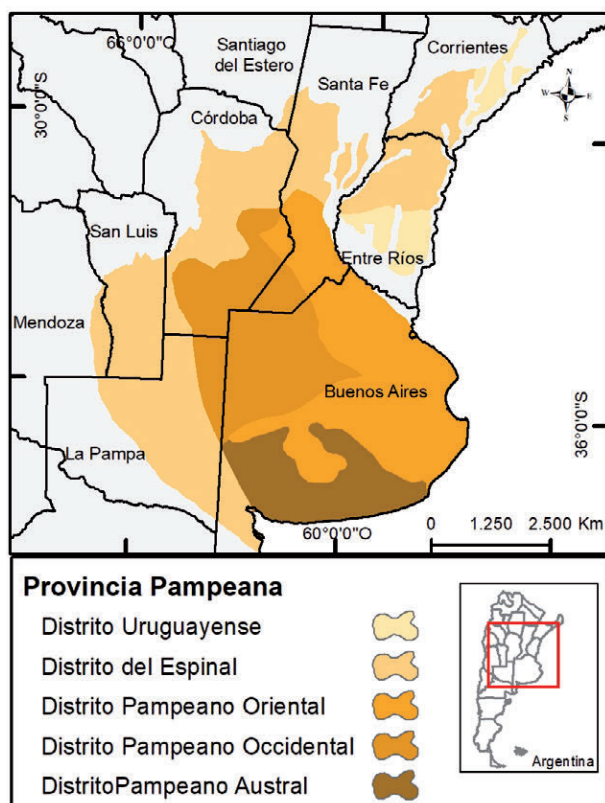 66°0'0"O
Santiago
del Estero
Corrientes
Santa Fe
N
W
E
S
30°0'0"S
Córdoba
San Luis
Entre Ríos
Mendoza
Buenos Aires
La Pampa
36°0'0"S
60°0'0"O
0 1.250 2.500 Km
Provincia Pampeana
Distrito Uruguayense
Distrito del Espinal
Distrito Pampeano Oriental
Distrito Pampeano Occidental
DistritoPampeano Austral
Argentina